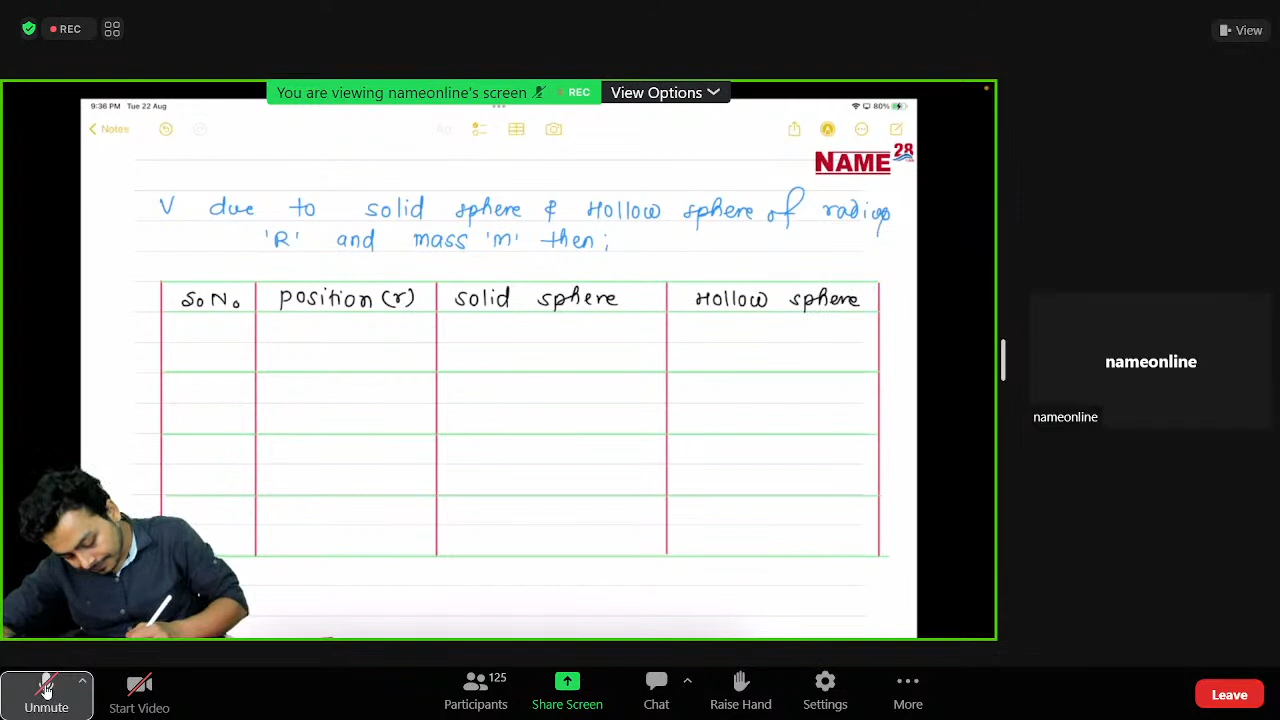 REC
View
You are viewing nameonline's screen
REC
View Options
9:36 PM Tue 22 Aug
80%
Notes
Aa
NAME 28
V due to solid sphere & Hollow sphere of radius
'R' and mass 'm' then;
S.No. position (r) solid sphere Hollow sphere
nameonline
nameonline
Unmute
Start Video
Participants 125
Share Screen
Chat
Raise Hand
Settings
More
Leave